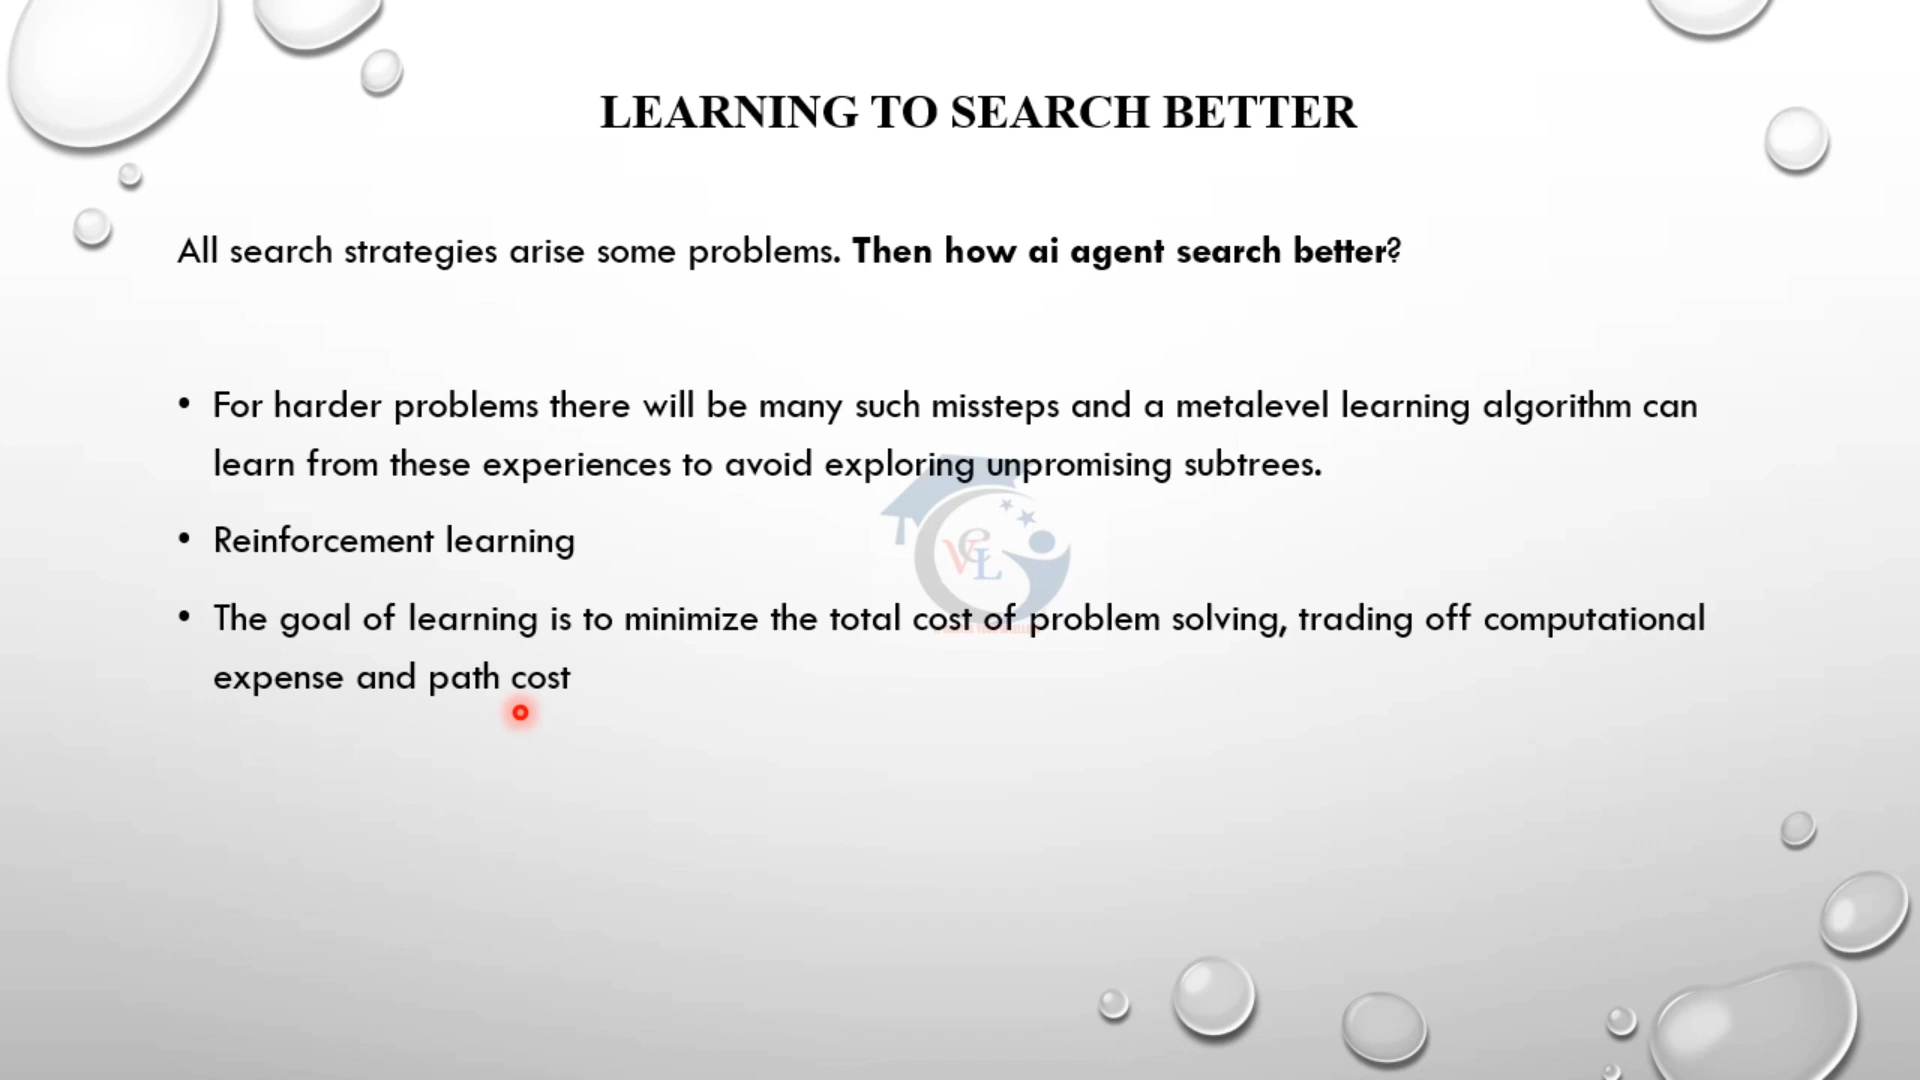 LEARNING TO SEARCH BETTER
All search strategies arise some problems. Then how ai agent search better?
• For harder problems there will be many such missteps and a metalevel learning algorithm can
learn from these experiences to avoid exploring unpromising subtrees.
VeL
• Reinforcement learning
• The goal of learning is to minimize the total cost of problem solving, trading off computational
expense and path cost